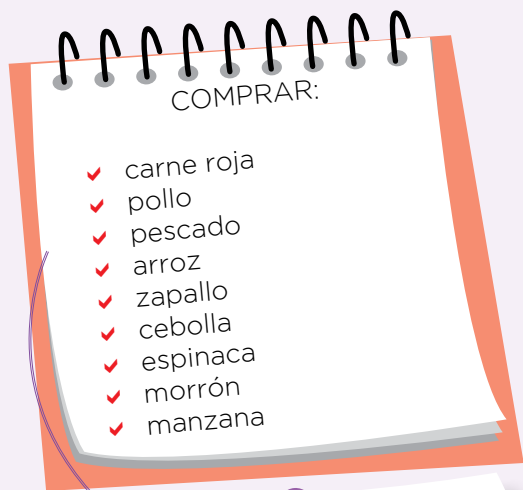 COMPRAR:
carne roja
pollo
pescado
arroz
zapallo
cebolla
espinaca
morrón
manzana